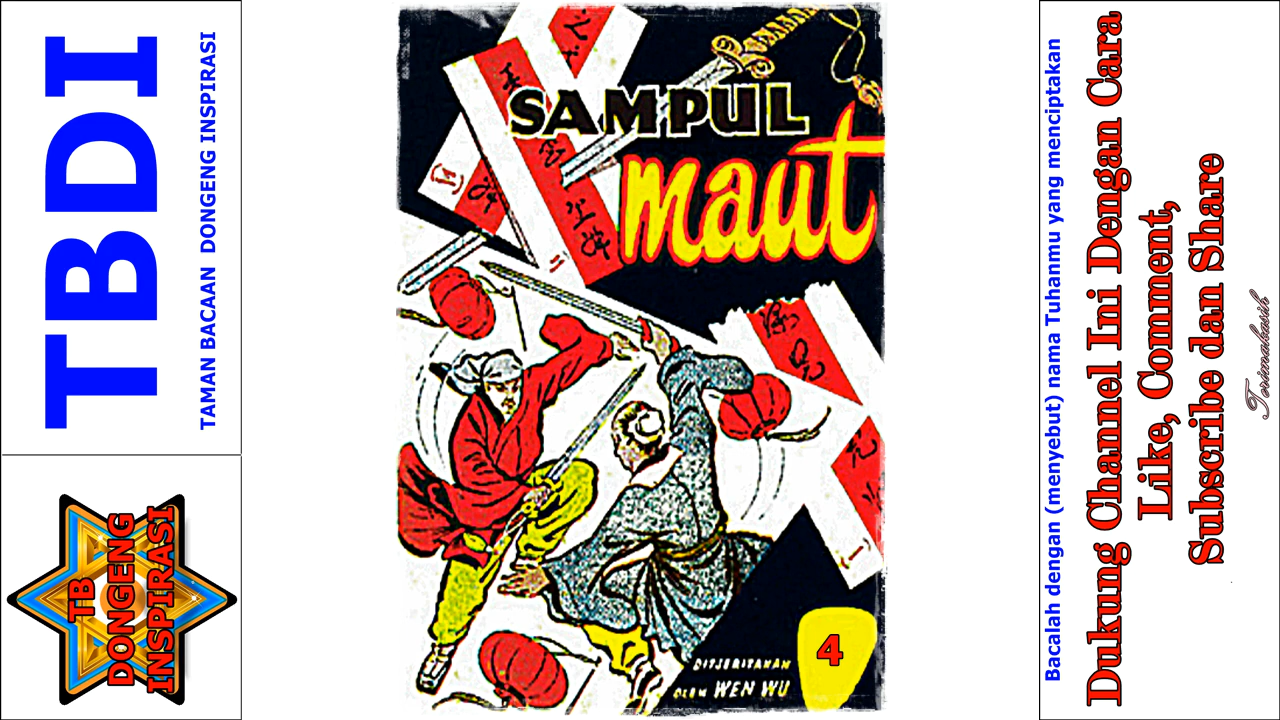 TBDI
TAMAN BACAAN DONGENG INSPIRASI
TB
DONGENG
INSPIRASI
SAMPUL
maut
4
DITJERITAKAN
OLEH WEN WU
Bacalah dengan (menyebut) nama Tuhanmu yang menciptakan
Dukung Channel Ini Dengan Cara
Like, Comment,
Subscribe dan Share
Terimakasih